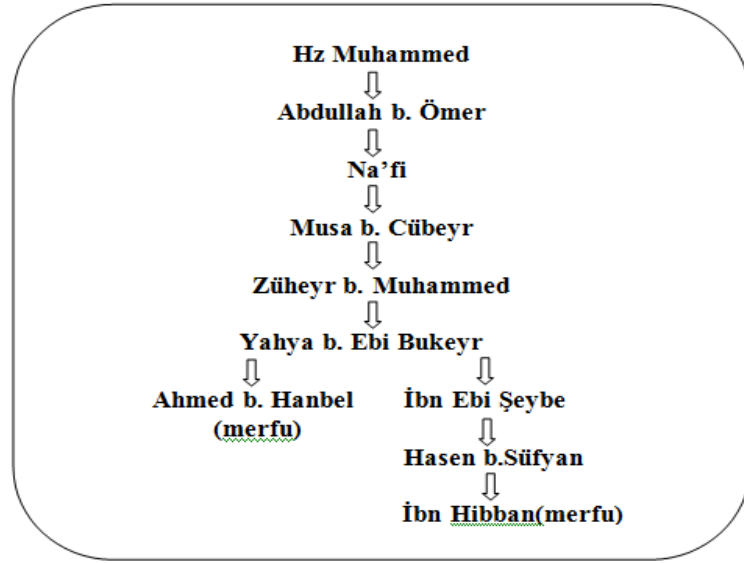 Hz Muhammed
Abdullah b. Ömer
Na’fi
Musa b. Cübeyr
Züheyr b. Muhammed
Yahya b. Ebi Bukeyr
Ahmed b. Hanbel
(merfu)
İbn Ebi Şeybe
Hasen b.Süfyan
İbn Hibban(merfu)